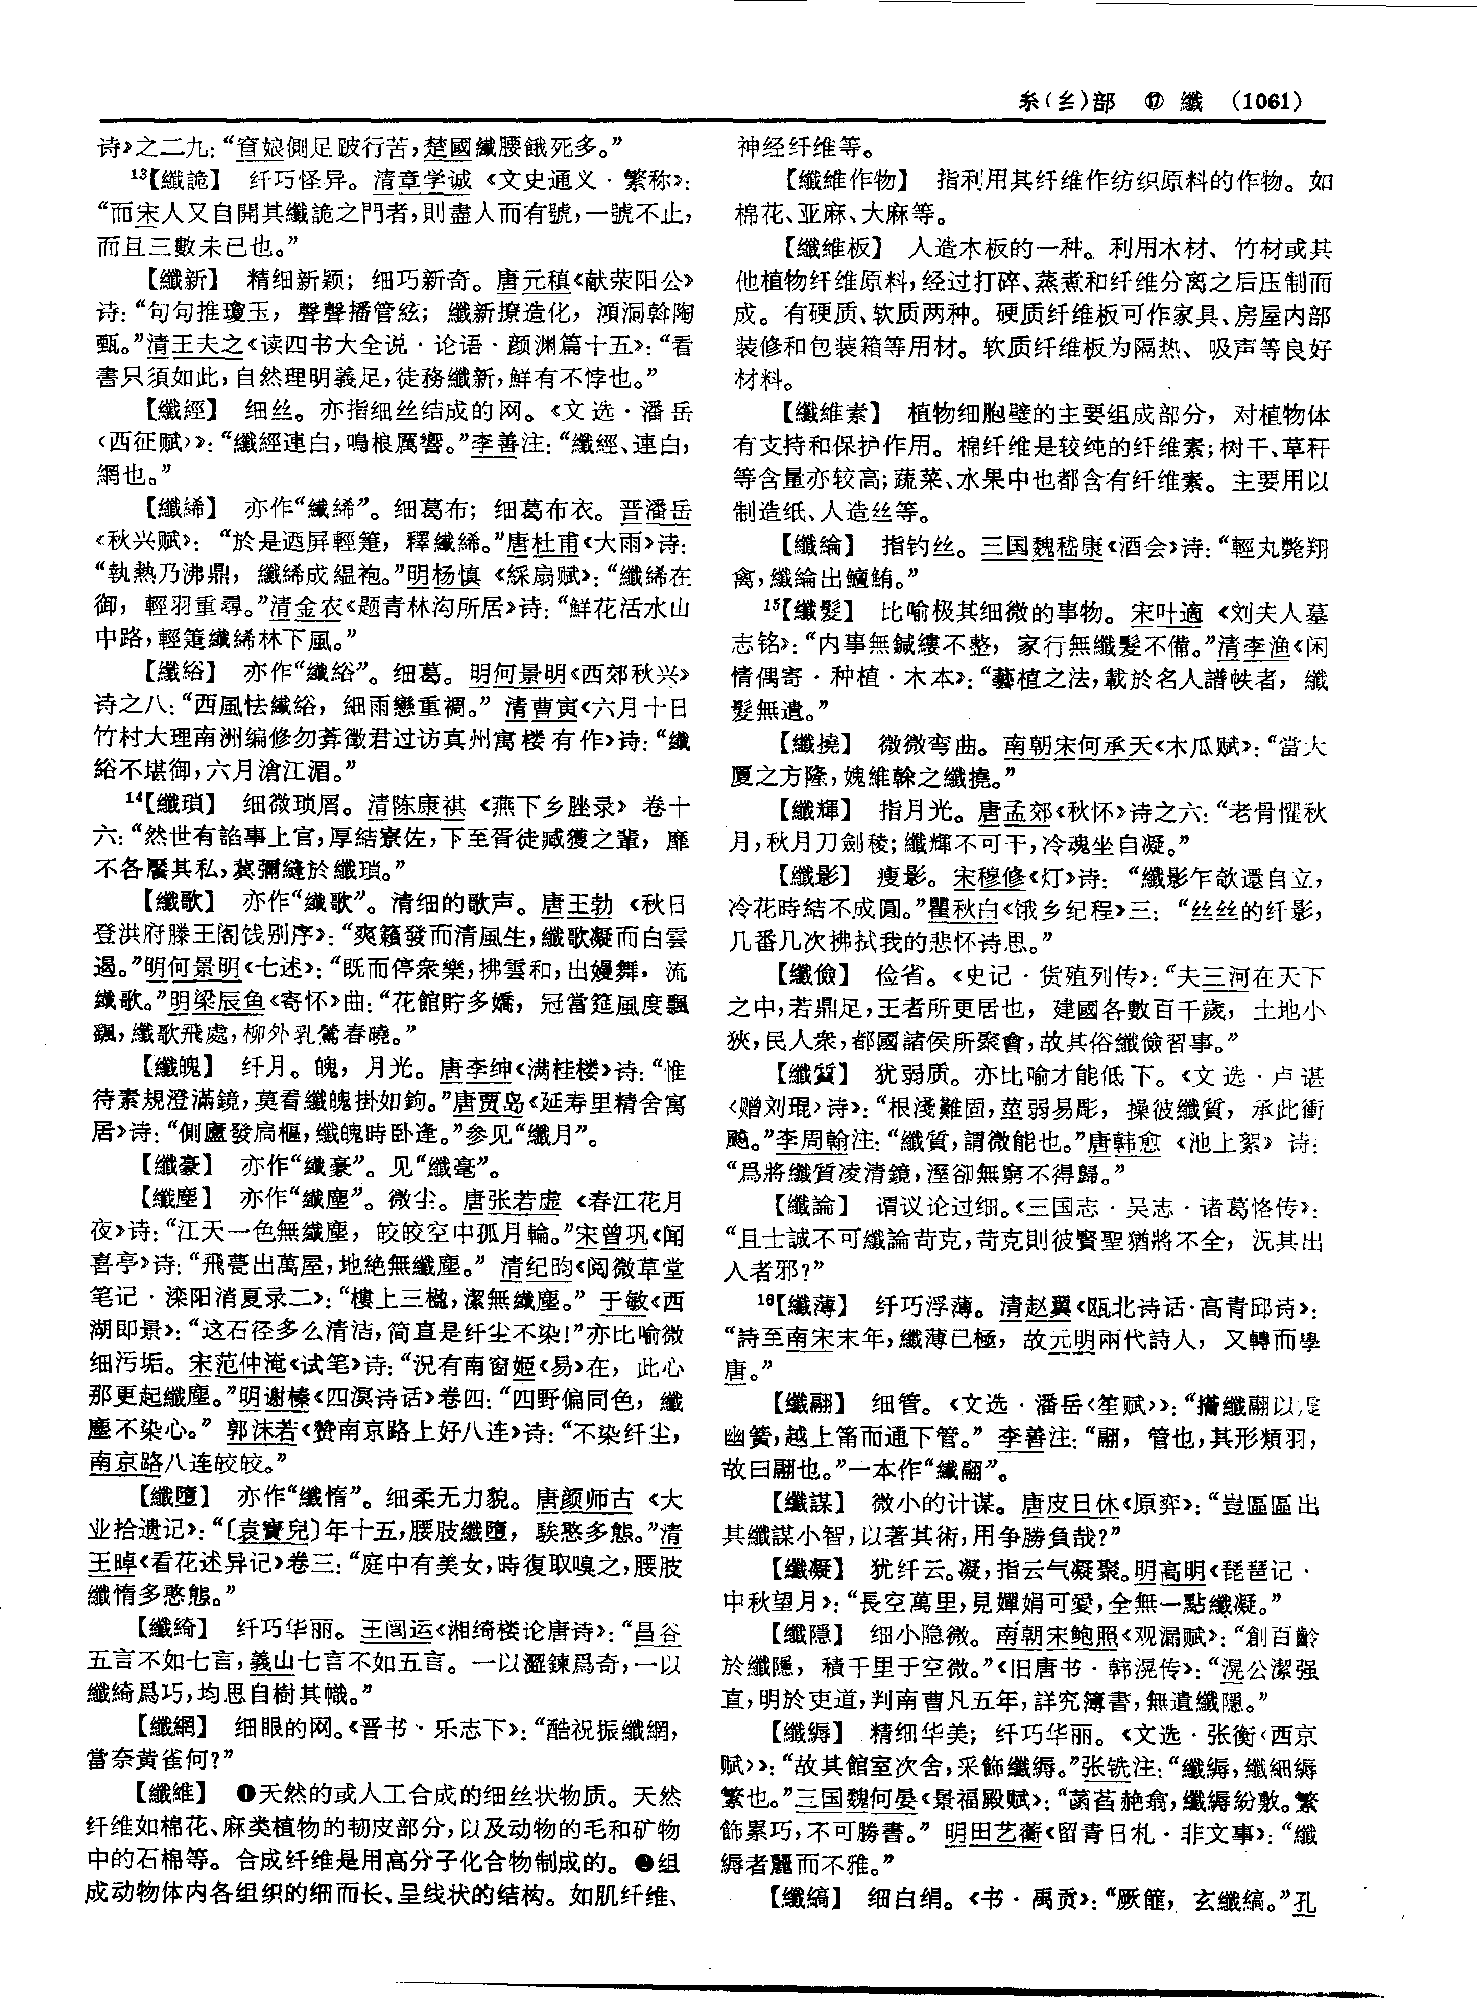 糸(纟)部 ⑰ 纖 (1061)
诗》之二九：“窅娘側足跛行苦，楚國纖腰餓死多。”
¹³【纖詭】 纤巧怪异。清章学诚《文史通义·繁称》：
“而宋人又自開其纖詭之門者，則盡人而有號，一號不止，
而且三數未已也。”
【纖新】 精细新颖；细巧新奇。唐元稹《献荥阳公》
诗：“句句推瓊玉，聲聲播管絃；纖新撩造化，澒洞斡陶
甄。”清王夫之《读四书大全说·论语·颜渊篇十五》：“看
書只須如此，自然理明義足，徒務纖新，鮮有不悖也。”
【纖經】 细丝。亦指细丝结成的网。《文选·潘岳
〈西征赋〉》：“纖經連白，鳴桹厲響。”李善注：“纖經、連白，
網也。”
【纖絺】 亦作“纎絺”。细葛布；细葛布衣。晋潘岳
《秋兴赋》：“於是迺屏輕箑，釋纎絺。”唐杜甫《大雨》诗：
“執熱乃沸鼎，纖絺成緼袍。”明杨慎《綵扇赋》：“纖絺在
御，輕羽重尋。”清金农《题青林沟所居》诗：“鮮花活水山
中路，輕箑纖絺林下風。”
【纖綌】 亦作“纎綌”。细葛。明何景明《西郊秋兴》
诗之八：“西風怯纎綌，細雨戀重裯。”清曹寅《六月十日
竹村大理南洲编修勿莽徵君过访真州寓楼有作》诗：“纖
綌不堪御，六月滄江湄。”
¹⁴【纖瑣】 细微琐屑。清陈康祺《燕下乡脞录》卷十
六：“然世有諂事上官，厚結寮佐，下至胥徒臧獲之輩，靡
不各饜其私，冀彌縫於纖瑣。”
【纖歌】 亦作“纎歌”。清细的歌声。唐王勃《秋日
登洪府滕王阁饯别序》：“爽籟發而清風生，纖歌凝而白雲
遏。”明何景明《七述》：“既而停衆樂，拂雲和，出嫚舞，流
纎歌。”明梁辰鱼《寄怀》曲：“花館貯多嬌，冠當筵風度飄
飄，纖歌飛處，柳外乳鶯春曉。”
【纖魄】 纤月。魄，月光。唐李绅《满桂楼》诗：“惟
待素規澄滿鏡，莫看纖魄掛如鉤。”唐贾岛《延寿里精舍寓
居》诗：“側廬發扃樞，纖魄時卧逢。”参见“纖月”。
【纖豪】 亦作“纎豪”。见“纖毫”。
【纖塵】 亦作“纎塵”。微尘。唐张若虚《春江花月
夜》诗：“江天一色無纖塵，皎皎空中孤月輪。”宋曾巩《闻
喜亭》诗：“飛甍出萬屋，地絶無纖塵。”清纪昀《阅微草堂
笔记·滦阳消夏录二》：“樓上三楹，潔無纖塵。”于敏《西
湖即景》：“这石径多么清洁，简直是纤尘不染！”亦比喻微
细污垢。宋范仲淹《试笔》诗：“況有南窗姬《易》在，此心
那更起纖塵。”明谢榛《四溟诗话》卷四：“四野偏同色，纖
塵不染心。”郭沫若《赞南京路上好八连》诗：“不染纤尘，
南京路八连皎皎。”
【纖墮】 亦作“纎惰”。细柔无力貌。唐颜师古《大
业拾遗记》：“〔袁寶兒〕年十五，腰肢纖墮，騃憨多態。”清
王晫《看花述异记》卷三：“庭中有美女，時復取嗅之，腰肢
纖惰多憨態。”
【纖綺】 纤巧华丽。王闿运《湘绮楼论唐诗》：“昌谷
五言不如七言，義山七言不如五言。一以澀鍊爲奇，一以
纖綺爲巧，均思自樹其幟。”
【纖網】 细眼的网。《晋书·乐志下》：“酷祝振纖網，
當奈黄雀何？”
【纖維】 ❶天然的或人工合成的细丝状物质。天然
纤维如棉花、麻类植物的韧皮部分，以及动物的毛和矿物
中的石棉等。合成纤维是用高分子化合物制成的。❷组
成动物体内各组织的细而长、呈线状的结构。如肌纤维、
神经纤维等。
【纖維作物】 指利用其纤维作纺织原料的作物。如
棉花、亚麻、大麻等。
【纖維板】 人造木板的一种。利用木材、竹材或其
他植物纤维原料，经过打碎、蒸煮和纤维分离之后压制而
成。有硬质、软质两种。硬质纤维板可作家具、房屋内部
装修和包装箱等用材。软质纤维板为隔热、吸声等良好
材料。
【纖維素】 植物细胞壁的主要组成部分，对植物体
有支持和保护作用。棉纤维是较纯的纤维素；树干、草秆
等含量亦较高；蔬菜、水果中也都含有纤维素。主要用以
制造纸、人造丝等。
【纖綸】 指钓丝。三国魏嵇康《酒会》诗：“輕丸斃翔
禽，纖綸出鱣鮪。”
¹⁵【纖髮】 比喻极其细微的事物。宋叶適《刘夫人墓
志铭》：“内事無鍼縷不整，家行無纖髮不備。”清李渔《闲
情偶寄·种植·木本》：“藝植之法，載於名人譜帙者，纖
髮無遺。”
【纖撓】 微微弯曲。南朝宋何承天《木瓜赋》：“當大
厦之方隆，媿維榦之纖撓。”
【纖輝】 指月光。唐孟郊《秋怀》诗之六：“老骨懼秋
月，秋月刀劍稜；纖輝不可干，冷魂坐自凝。”
【纖影】 瘦影。宋穆修《灯》诗：“纖影乍欹還自立，
冷花時結不成圓。”瞿秋白《饿乡纪程》三：“丝丝的纤影，
几番几次拂拭我的悲怀诗思。”
【纖儉】 俭省。《史记·货殖列传》：“夫三河在天下
之中，若鼎足，王者所更居也，建國各數百千歲，土地小
狹，民人衆，都國諸侯所聚會，故其俗纖儉習事。”
【纖質】 犹弱质。亦比喻才能低下。《文选·卢谌
〈赠刘琨〉诗》：“根淺難固，莖弱易彫，操彼纖質，承此衝
飈。”李周翰注：“纖質，謂微能也。”唐韩愈《池上絮》诗：
“爲將纖質凌清鏡，溼卻無窮不得歸。”
【纖論】 谓议论过细。《三国志·吴志·诸葛恪传》：
“且士誠不可纖論苛克，苛克則彼賢聖猶將不全，況其出
入者邪？”
¹⁶【纖薄】 纤巧浮薄。清赵翼《瓯北诗话·高青邱诗》：
“詩至南宋末年，纖薄已極，故元明兩代詩人，又轉而學
唐。”
【纖翮】 细管。《文选·潘岳〈笙赋〉》：“㩓纖翮以震
幽簧，越上筩而通下管。”李善注：“翮，管也，其形類羽，
故曰翮也。”一本作“纎翮”。
【纖謀】 微小的计谋。唐皮日休《原弈》：“豈區區出
其纖謀小智，以著其術，用争勝負哉？”
【纖凝】 犹纤云。凝，指云气凝聚。明高明《琵琶记·
中秋望月》：“長空萬里，見嬋娟可愛，全無一點纖凝。”
【纖隱】 细小隐微。南朝宋鲍照《观漏赋》：“創百齡
於纖隱，積千里于空微。”《旧唐书·韩滉传》：“滉公潔强
直，明於吏道，判南曹凡五年，詳究簿書，無遺纖隱。”
【纖縟】 精细华美；纤巧华丽。《文选·张衡〈西京
赋〉》：“故其館室次舍，采飾纖縟。”张铣注：“纖縟，纖細縟
繁也。”三国魏何晏《景福殿赋》：“菡萏赩翕，纖縟紛敷。繁
飾累巧，不可勝書。”明田艺蘅《留青日札·非文事》：“纖
縟者麗而不雅。”
【纖縞】 细白绢。《书·禹贡》：“厥篚，玄纖縞。”孔